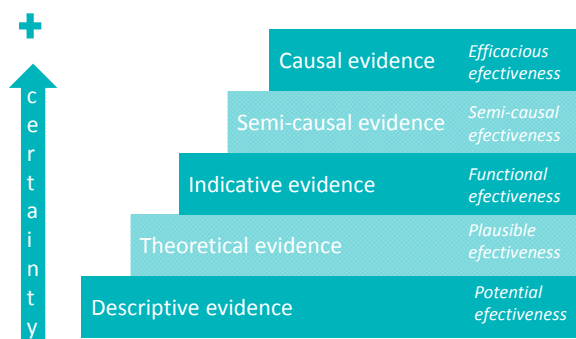 +
certainty
Causal evidence
Efficacious
efectiveness
Semi-causal evidence
Semi-causal
efectiveness
Indicative evidence
Functional
efectiveness
Theoretical evidence
Plausible
efectiveness
Descriptive evidence
Potential
efectiveness